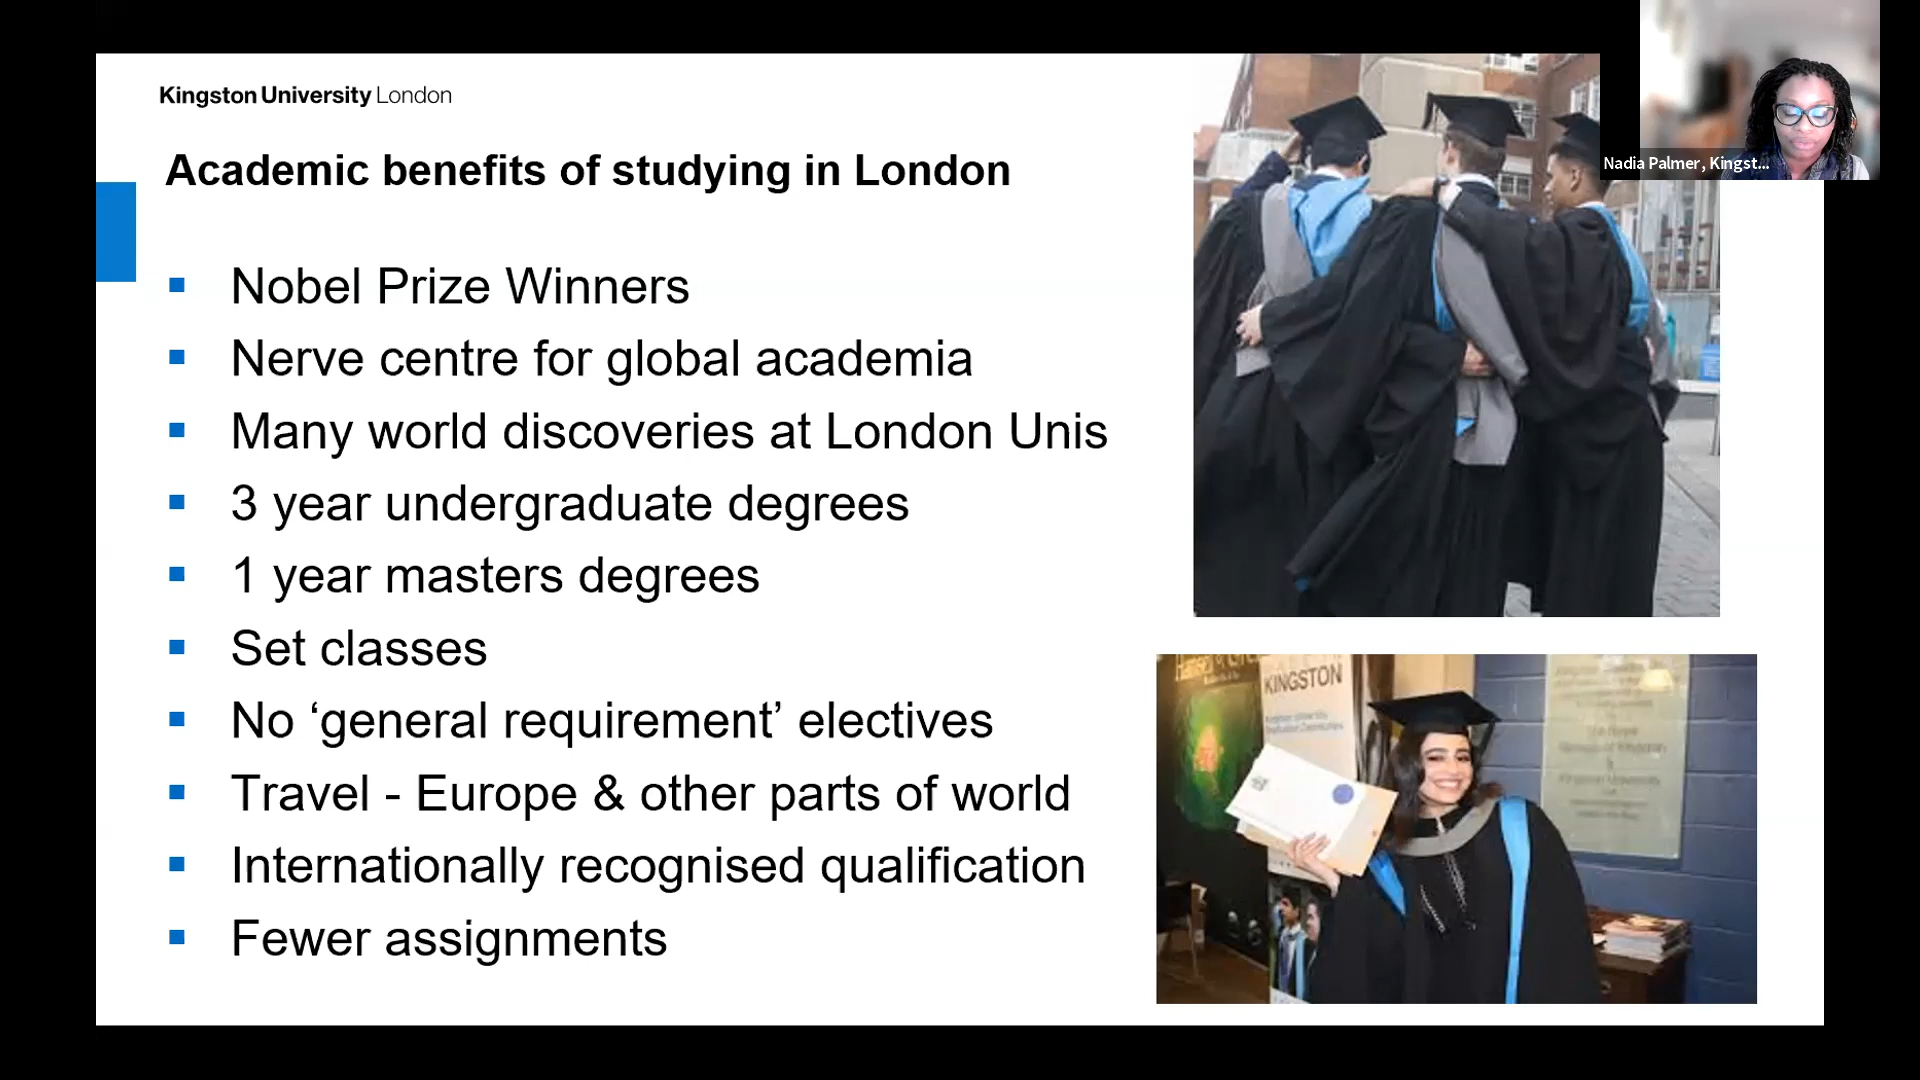 Kingston University London
Academic benefits of studying in London
Nobel Prize Winners
Nerve centre for global academia
Many world discoveries at London Unis
3 year undergraduate degrees
1 year masters degrees
Set classes
No ‘general requirement’ electives
Travel - Europe & other parts of world
Internationally recognised qualification
Fewer assignments
Nadia Palmer, Kingst...
KINGSTON